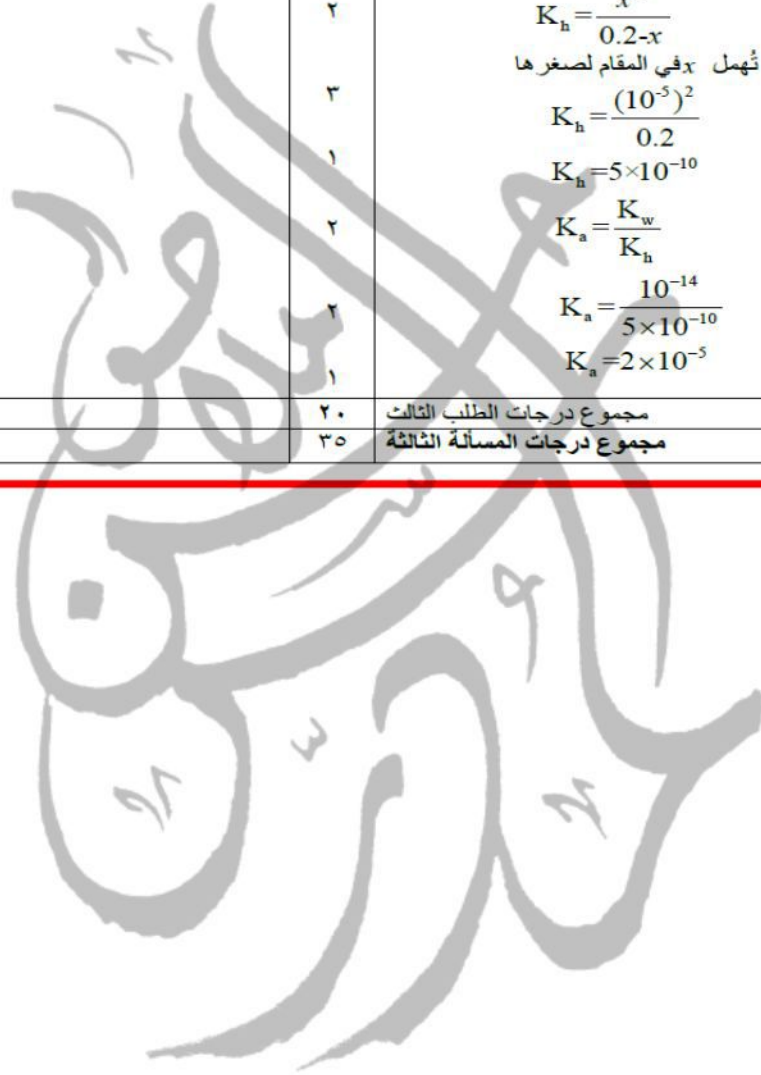 ٢ K_h = x / 0.2-x
تُهمل x في المقام لصغرها
٣ K_h = (10^-5)^2 / 0.2
١ K_h = 5×10^-10
٢ K_a = K_w / K_h
٢ K_a = 10^-14 / 5×10^-10
١ K_a = 2×10^-5
مجموع درجات الطلب الثالث ٢٠
مجموع درجات المسألة الثالثة ٣٥